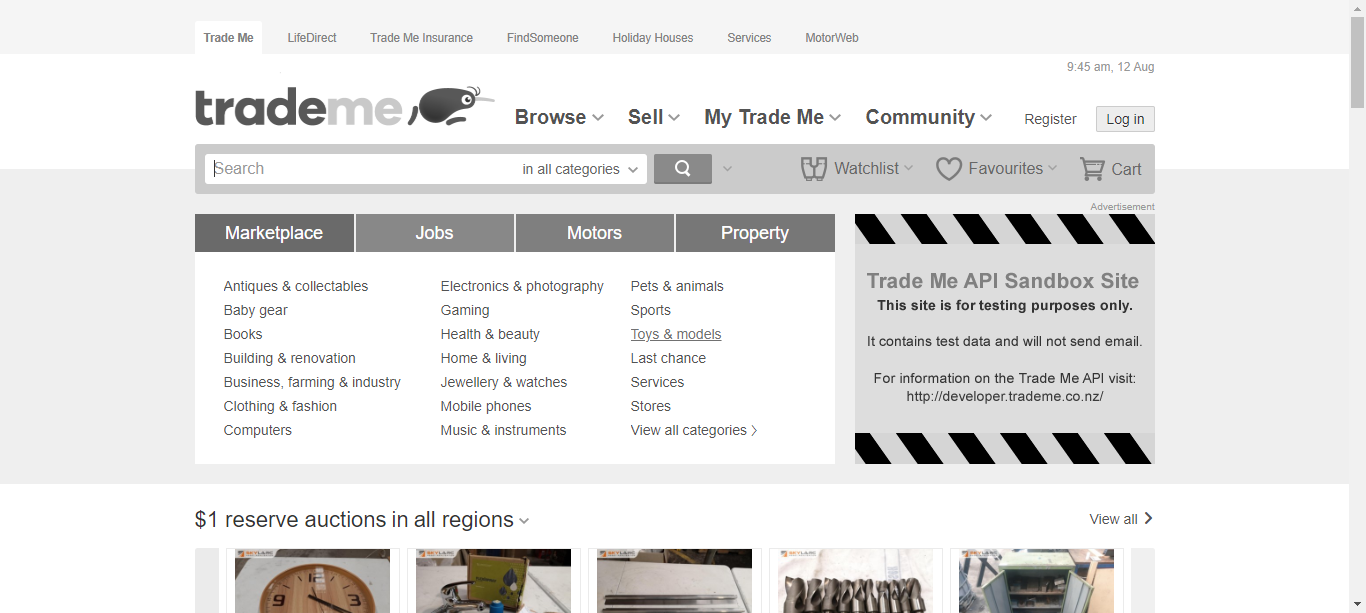 Trade Me LifeDirect Trade Me Insurance FindSomeone Holiday Houses Services MotorWeb
9:45 am, 12 Aug
trademe
Browse Sell My Trade Me Community Register Log in
Search in all categories Watchlist Favourites Cart
Advertisement
Marketplace Jobs Motors Property
Antiques & collectables Electronics & photography Pets & animals
Baby gear Gaming Sports
Books Health & beauty Toys & models
Building & renovation Home & living Last chance
Business, farming & industry Jewellery & watches Services
Clothing & fashion Mobile phones Stores
Computers Music & instruments View all categories
Trade Me API Sandbox Site
This site is for testing purposes only.
It contains test data and will not send email.
For information on the Trade Me API visit:
http://developer.trademe.co.nz/
$1 reserve auctions in all regions View all
9 3